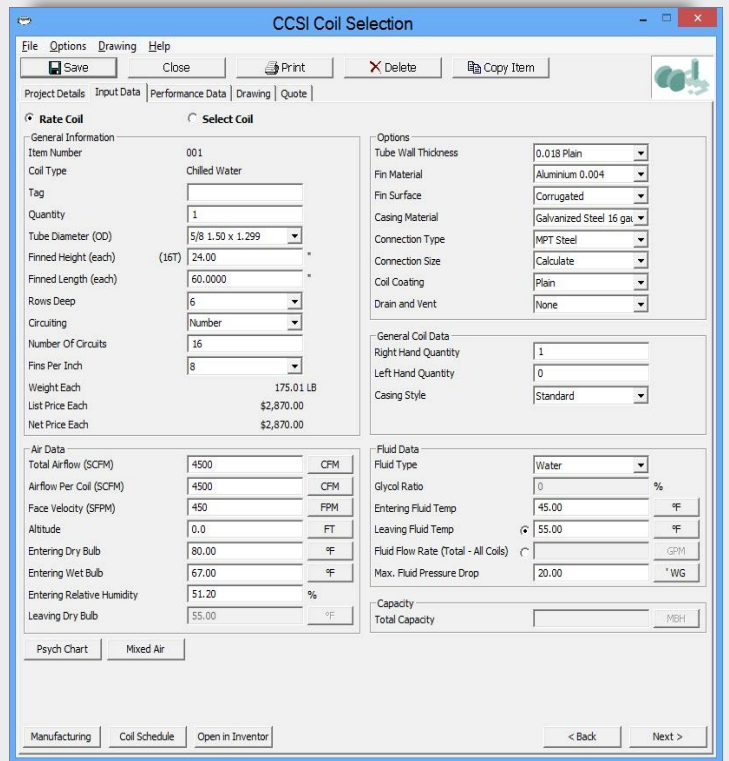 CCSI Coil Selection
File Options Drawing Help
Save Close Print Delete Copy Item
Project Details Input Data Performance Data Drawing Quote
Rate Coil Select Coil
General Information
Item Number 001
Coil Type Chilled Water
Tag
Quantity 1
Tube Diameter (OD) 5/8 1.50 x 1.299
Finned Height (each) (16T) 24.00 "
Finned Length (each) 60.0000 "
Rows Deep 6
Circuiting Number
Number Of Circuits 16
Fins Per Inch 8
Weight Each 175.01 LB
List Price Each $2,870.00
Net Price Each $2,870.00
Options
Tube Wall Thickness 0.018 Plain
Fin Material Aluminium 0.004
Fin Surface Corrugated
Casing Material Galvanized Steel 16 gau
Connection Type MPT Steel
Connection Size Calculate
Coil Coating Plain
Drain and Vent None
General Coil Data
Right Hand Quantity 1
Left Hand Quantity 0
Casing Style Standard
Air Data
Total Airflow (SCFM) 4500 CFM
Airflow Per Coil (SCFM) 4500 CFM
Face Velocity (SFPM) 450 FPM
Altitude 0.0 FT
Entering Dry Bulb 80.00 °F
Entering Wet Bulb 67.00 °F
Entering Relative Humidity 51.20 %
Leaving Dry Bulb 55.00 °F
Fluid Data
Fluid Type Water
Glycol Ratio 0 %
Entering Fluid Temp 45.00 °F
Leaving Fluid Temp 55.00 °F
Fluid Flow Rate (Total - All Coils) GPM
Max. Fluid Pressure Drop 20.00 ' WG
Capacity
Total Capacity MBH
Psych Chart Mixed Air
Manufacturing Coil Schedule Open in Inventor < Back Next >